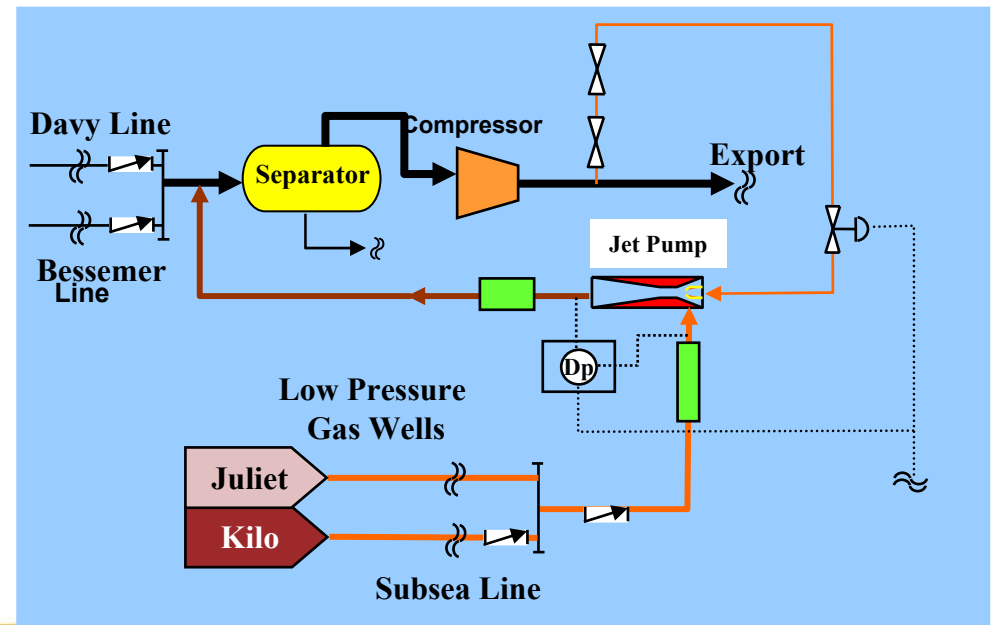 Davy Line
Compressor
Separator
Export
Bessemer
Line
Jet Pump
Dp
Low Pressure
Gas Wells
Juliet
Kilo
Subsea Line